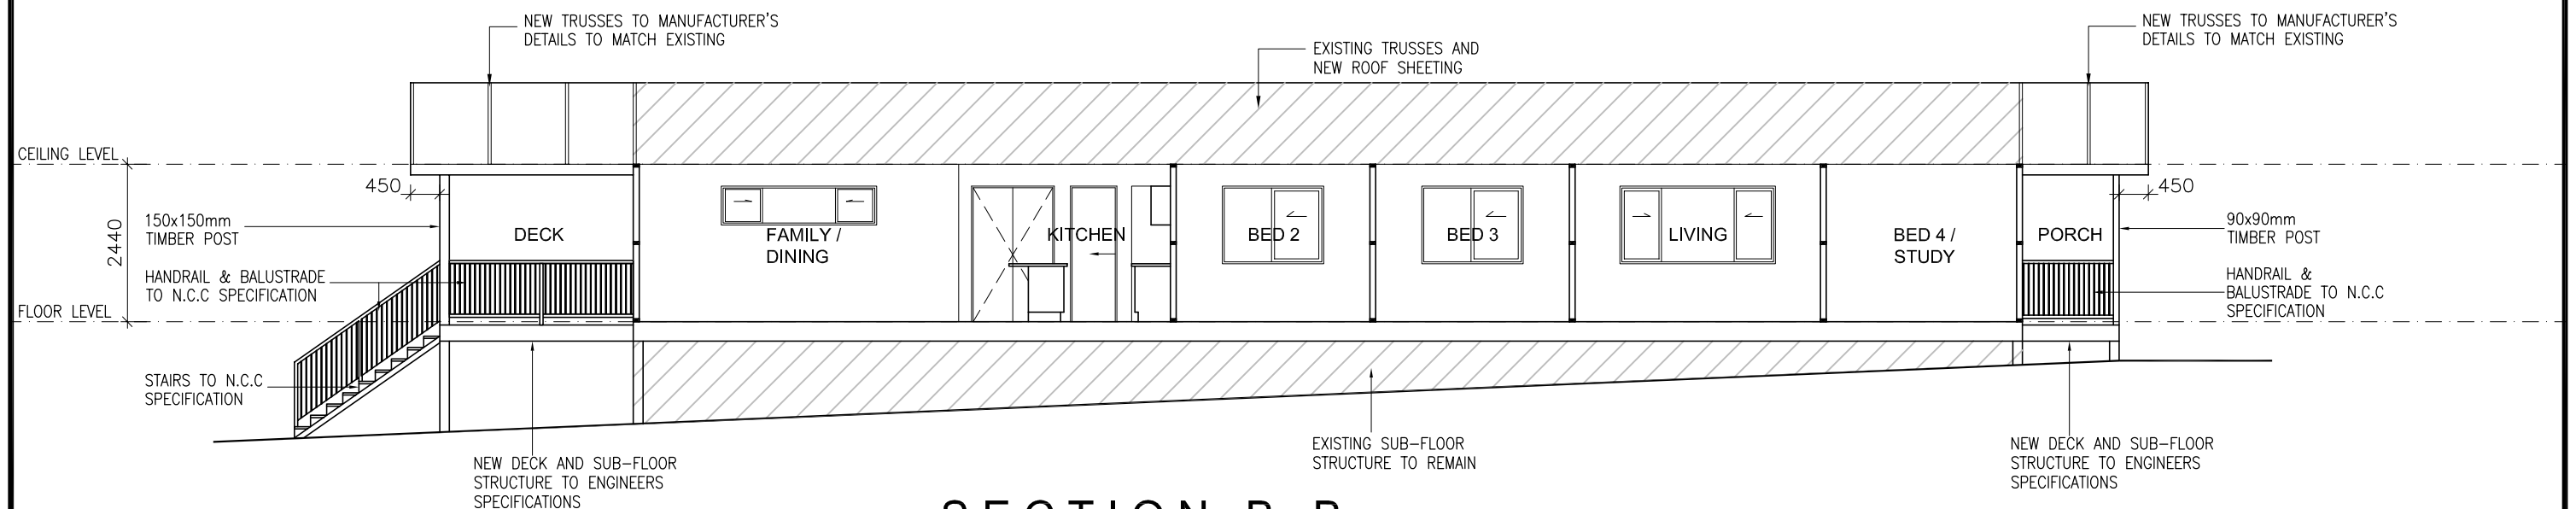 NEW TRUSSES TO MANUFACTURER'S
DETAILS TO MATCH EXISTING
EXISTING TRUSSES AND
NEW ROOF SHEETING
NEW TRUSSES TO MANUFACTURER'S
DETAILS TO MATCH EXISTING
CEILING LEVEL
450
450
2440
150x150mm
TIMBER POST
DECK
FAMILY /
DINING
KITCHEN
BED 2
BED 3
LIVING
BED 4 /
STUDY
PORCH
90x90mm
TIMBER POST
HANDRAIL & BALUSTRADE
TO N.C.C SPECIFICATION
HANDRAIL &
BALUSTRADE TO N.C.C
SPECIFICATION
FLOOR LEVEL
STAIRS TO N.C.C
SPECIFICATION
NEW DECK AND SUB-FLOOR
STRUCTURE TO ENGINEERS
SPECIFICATIONS
EXISTING SUB-FLOOR
STRUCTURE TO REMAIN
NEW DECK AND SUB-FLOOR
STRUCTURE TO ENGINEERS
SPECIFICATIONS